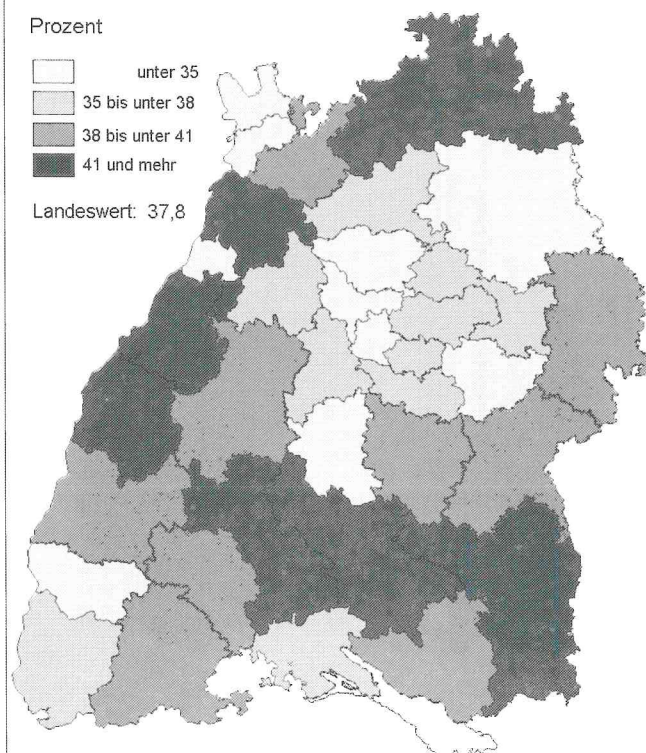 Prozent
unter 35
35 bis unter 38
38 bis unter 41
41 und mehr
Landeswert: 37,8